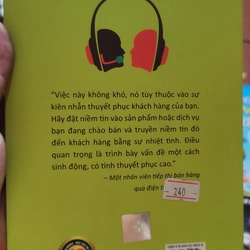 “Việc này không khó, nó tùy thuộc vào sự
kiên nhẫn thuyết phục khách hàng của bạn.
Hãy đặt niềm tin vào sản phẩm hoặc dịch vụ
bạn đang chào bán và truyền niềm tin đó
đến khách hàng bằng sự nhiệt tình. Điều
quan trọng là trình bày vấn đề một cách
sinh động, có tính thuyết phục cao.”
– Một nhân viên tiếp thị bán hàng
qua điện
240